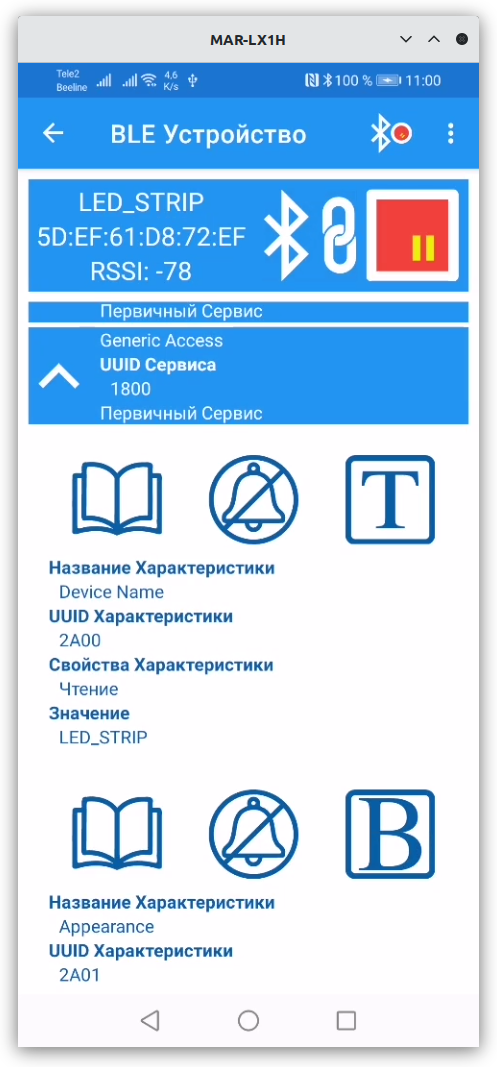 MAR-LX1H
Tele2
Beeline
4,6
K/s
100 %
11:00
BLE Устройство
LED_STRIP
5D:EF:61:D8:72:EF
RSSI: -78
Первичный Сервис
Generic Access
UUID Сервиса
1800
Первичный Сервис
T
Название Характеристики
Device Name
UUID Характеристики
2A00
Свойства Характеристики
Чтение
Значение
LED_STRIP
B
Название Характеристики
Appearance
UUID Характеристики
2A01